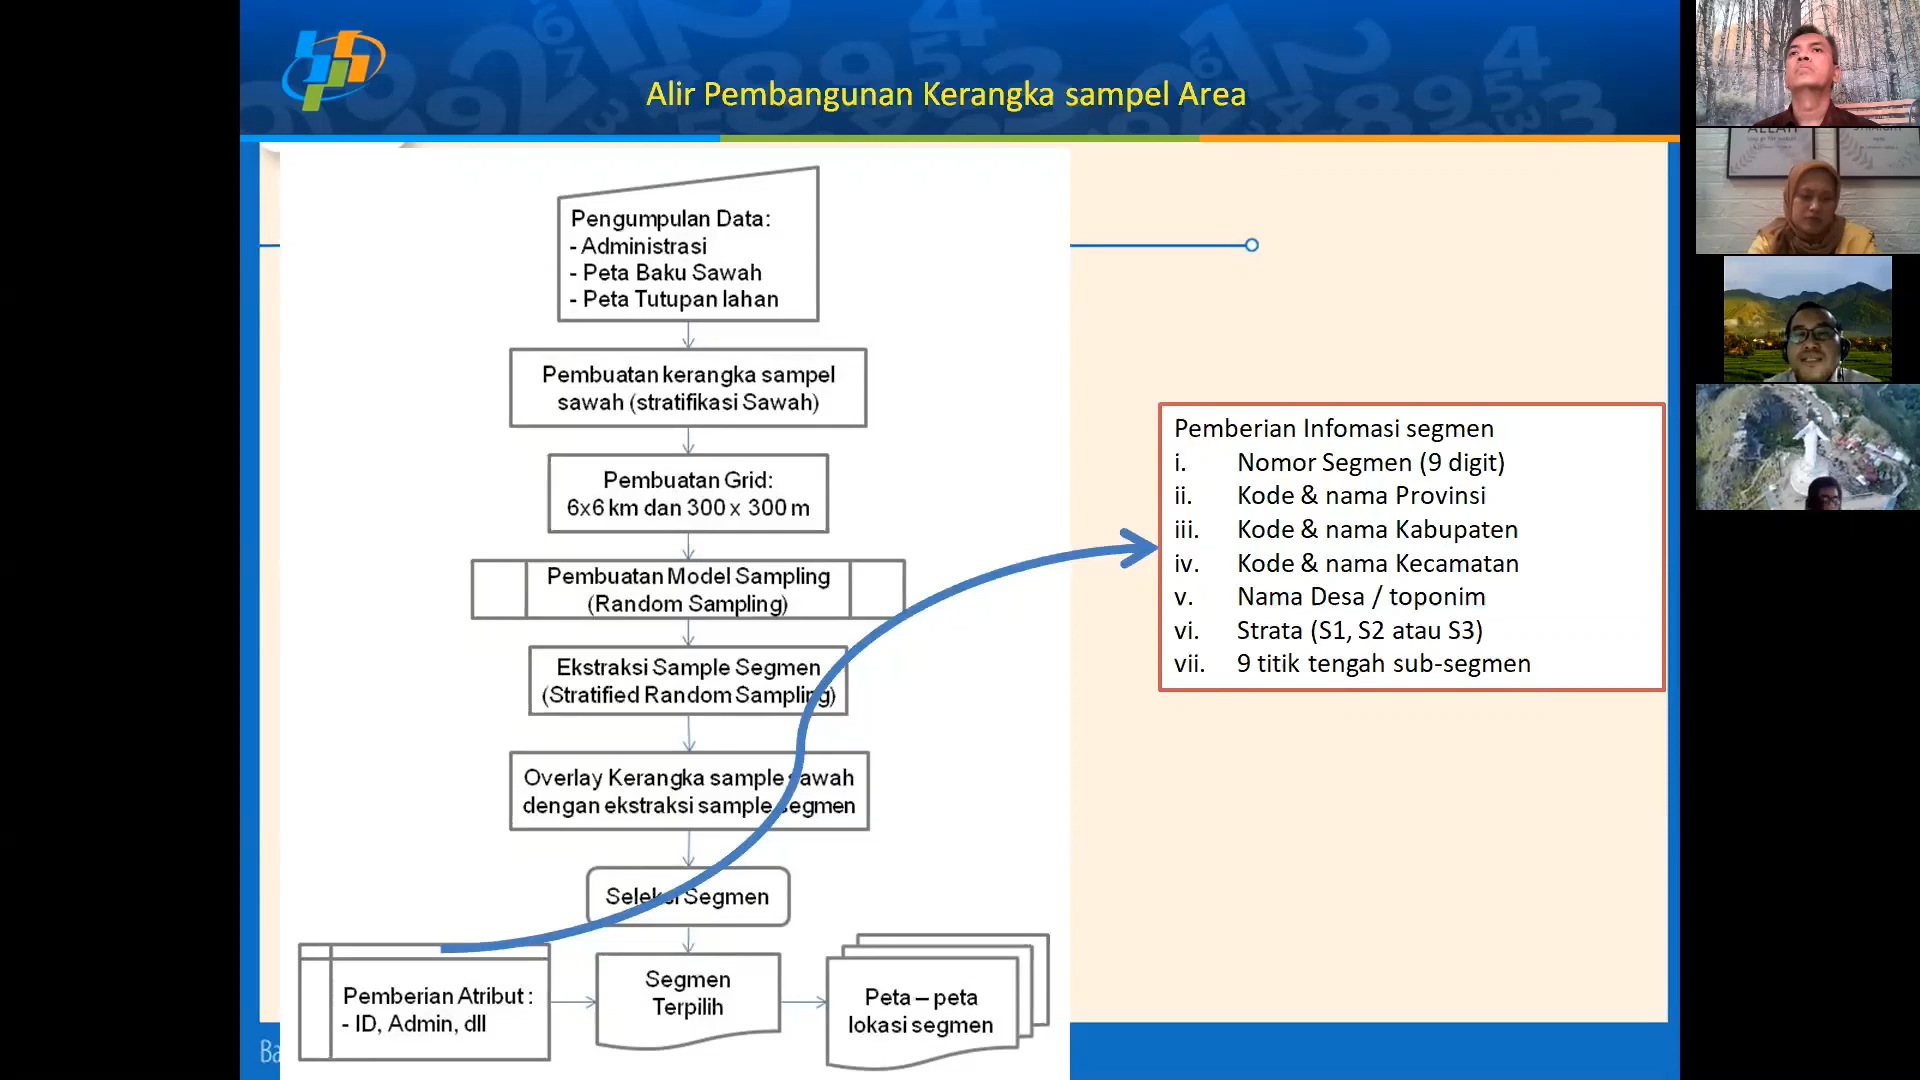 Alir Pembangunan Kerangka sampel Area
Pengumpulan Data:
- Administrasi
- Peta Baku Sawah
- Peta Tutupan lahan
Pembuatan kerangka sampel
sawah (stratifikasi Sawah)
Pembuatan Grid:
6x6 km dan 300 x 300 m
Pembuatan Model Sampling
(Random Sampling)
Ekstraksi Sample Segmen
(Stratified Random Sampling)
Overlay Kerangka sample sawah
dengan ekstraksi sample segmen
Seleksi Segmen
Pemberian Atribut :
- ID, Admin, dll
Segmen
Terpilih
Peta – peta
lokasi segmen
Pemberian Infomasi segmen
i. Nomor Segmen (9 digit)
ii. Kode & nama Provinsi
iii. Kode & nama Kabupaten
iv. Kode & nama Kecamatan
v. Nama Desa / toponim
vi. Strata (S1, S2 atau S3)
vii. 9 titik tengah sub-segmen
Ba
ALLAH